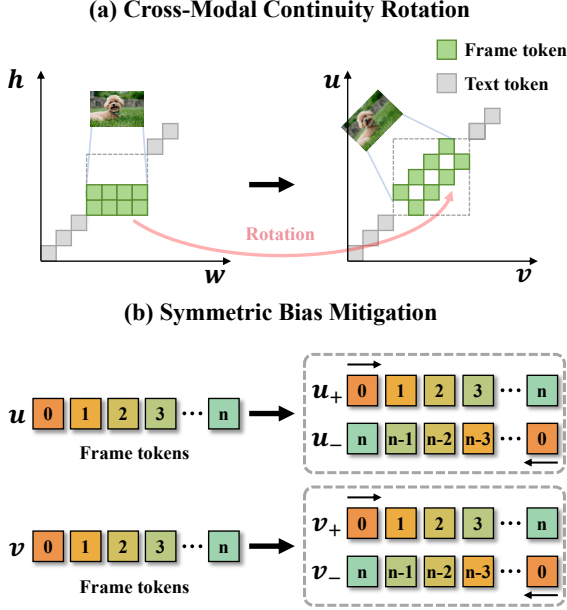 (a) Cross-Modal Continuity Rotation
Frame token
Text token
h
u
Rotation
w
v
(b) Symmetric Bias Mitigation
u 0 1 2 3 ··· n
Frame tokens
u+ 0 1 2 3 ··· n
u− n n-1 n-2 n-3 ··· 0
v 0 1 2 3 ··· n
Frame tokens
v+ 0 1 2 3 ··· n
v− n n-1 n-2 n-3 ··· 0